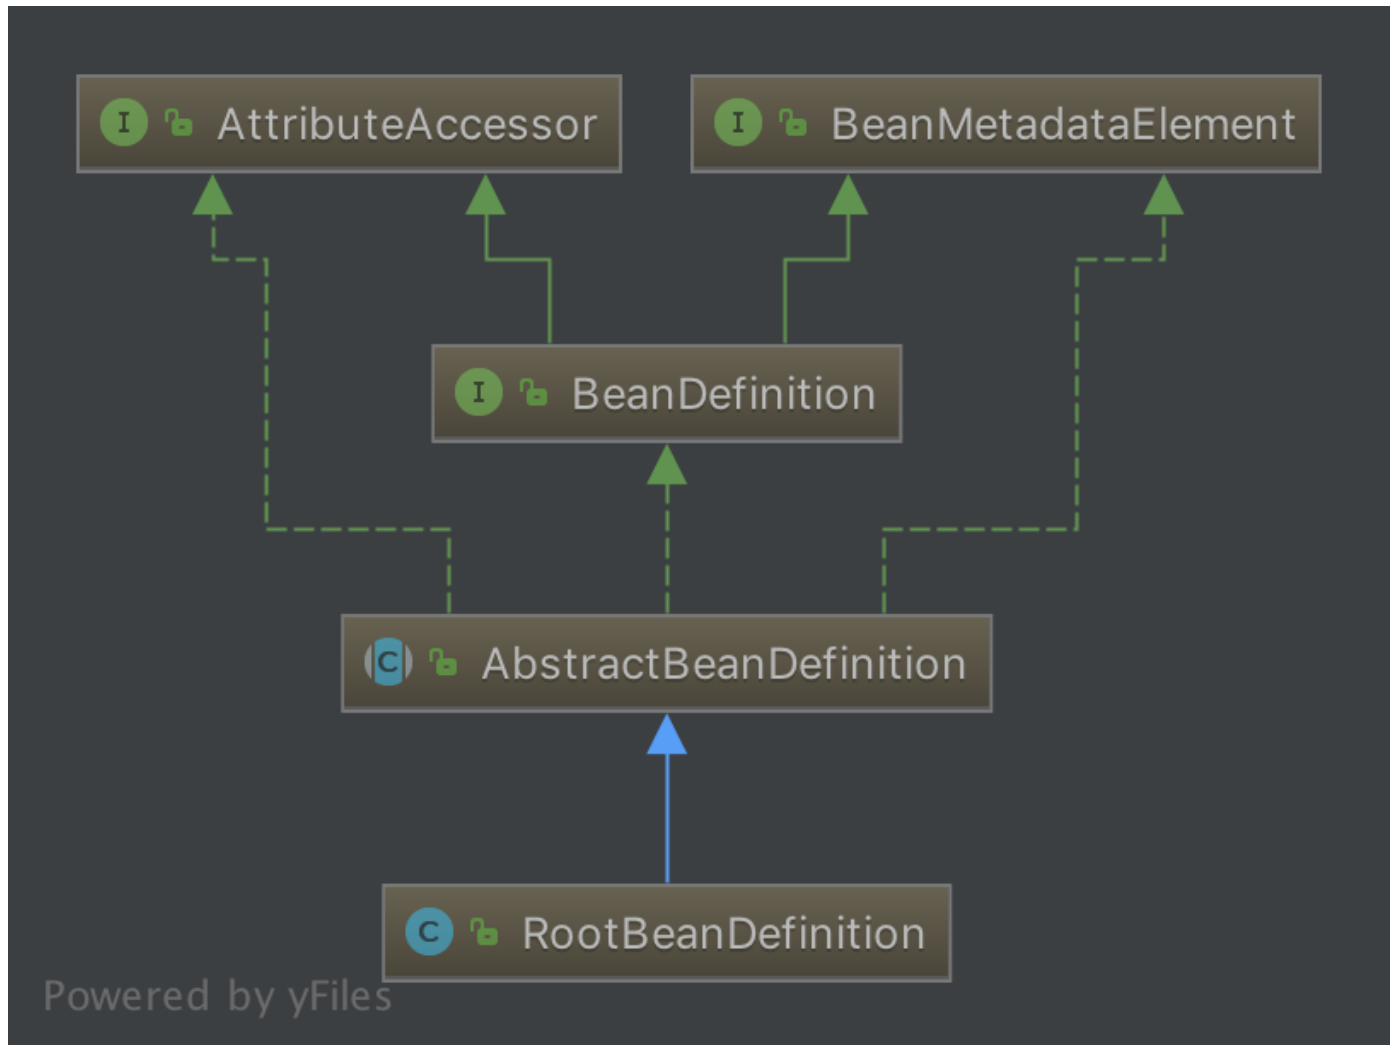 I AttributeAccessor
I BeanMetadataElement
I BeanDefinition
C AbstractBeanDefinition
C RootBeanDefinition
Powered by yFiles